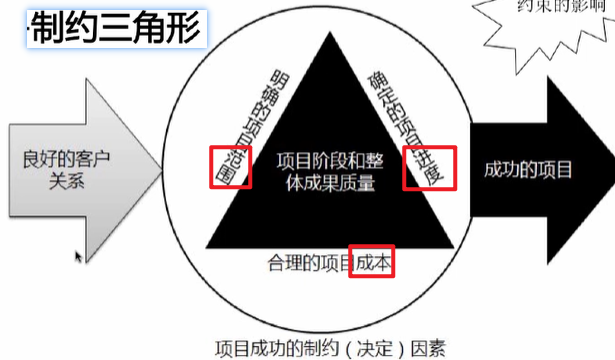 制约三角形
约束的影响
良好的客户
关系
明确的项目范围
确定的项目进度
项目阶段和整
体成果质量
合理的项目成本
成功的项目
项目成功的制约（决定）因素